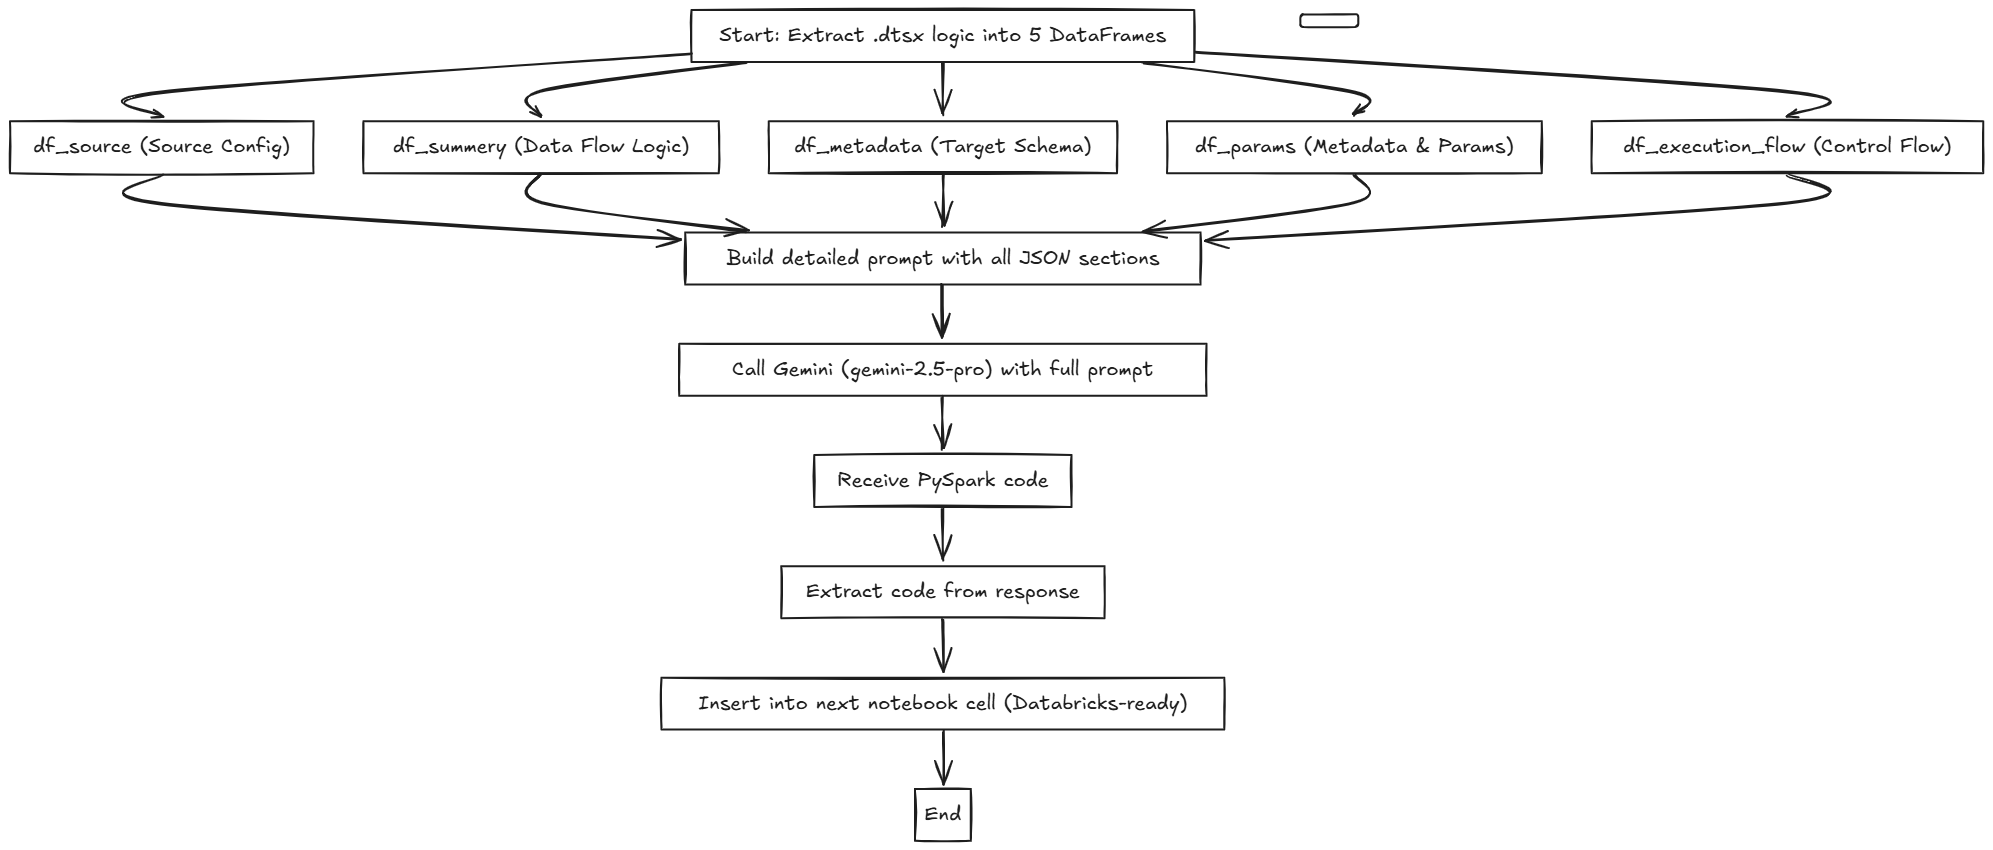 Start: Extract .dtsx logic into 5 DataFrames
df_source (Source Config)
df_summery (Data Flow Logic)
df_metadata (Target Schema)
df_params (Metadata & Params)
df_execution_flow (Control Flow)
Build detailed prompt with all JSON sections
Call Gemini (gemini-2.5-pro) with full prompt
Receive PySpark code
Extract code from response
Insert into next notebook cell (Databricks-ready)
End